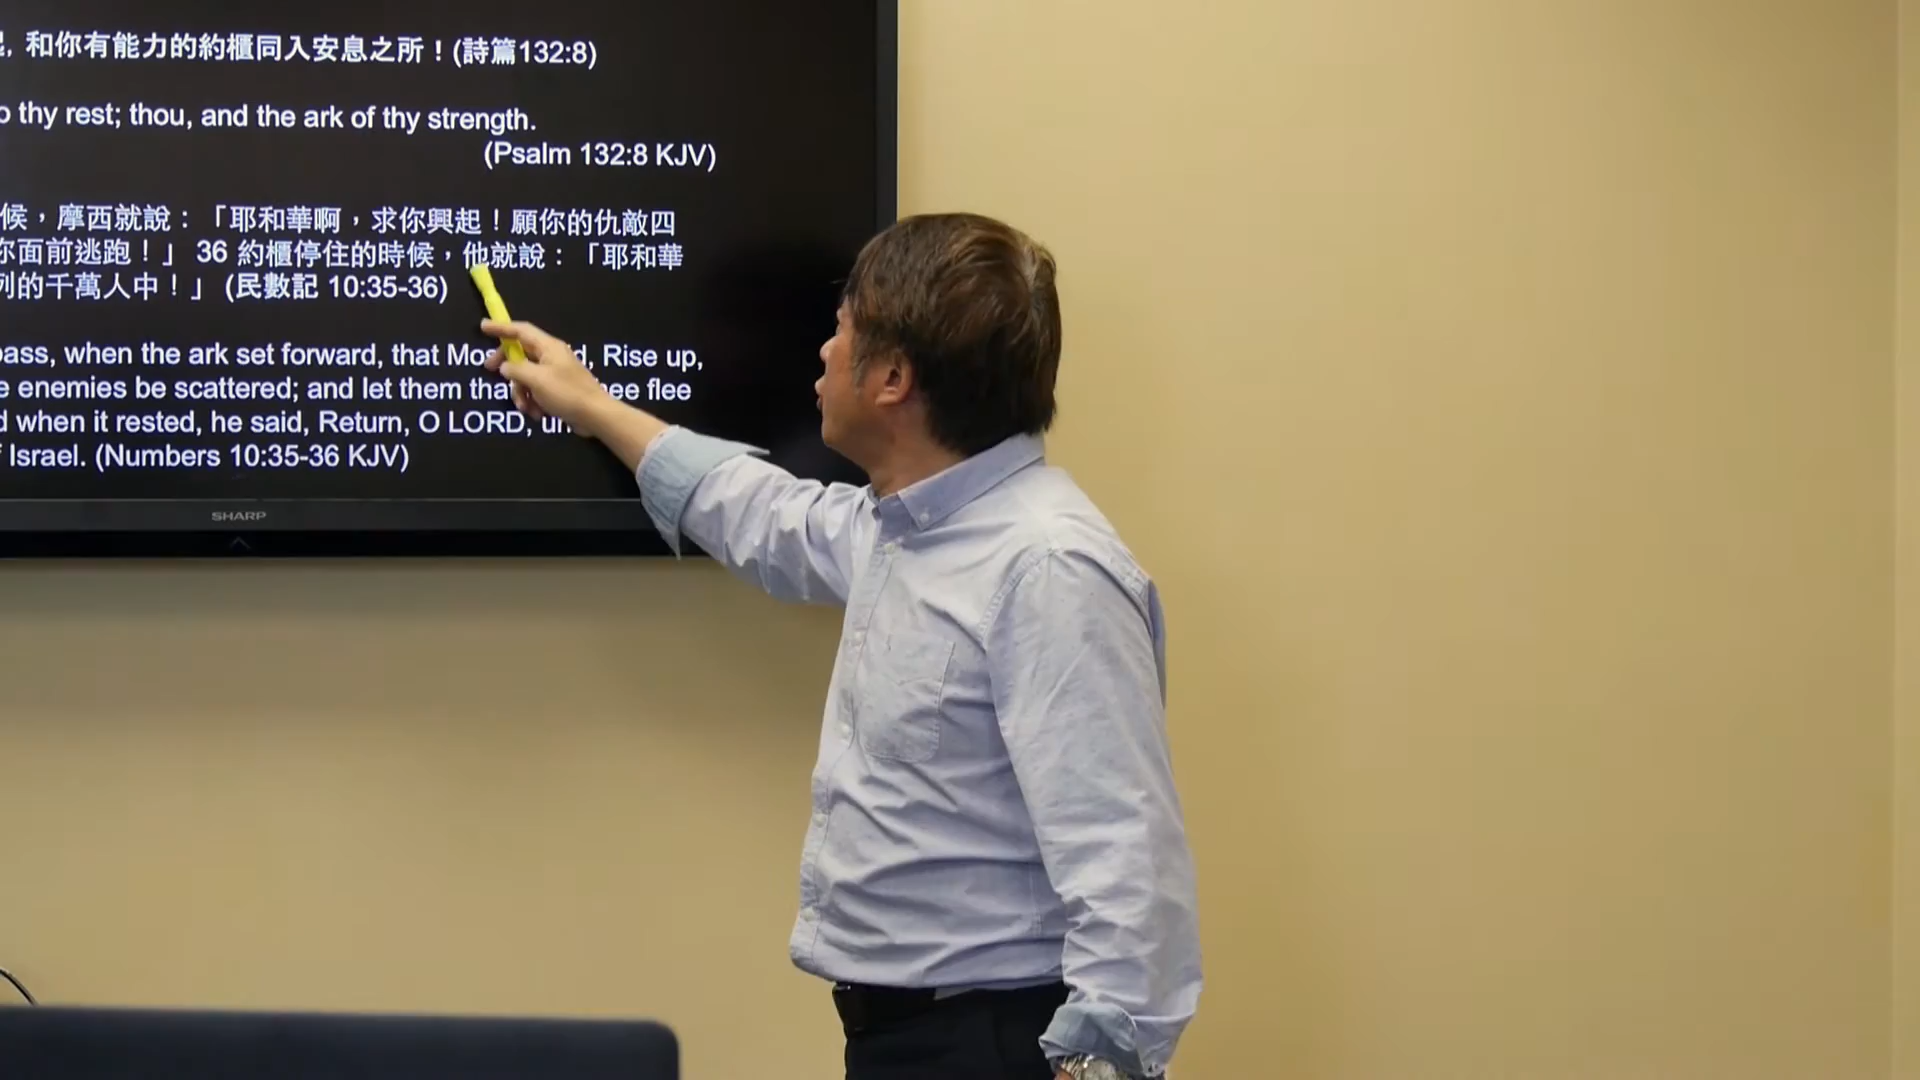 和你有能力的約櫃同入安息之所！(詩篇132:8)
thy rest; thou, and the ark of thy strength.
(Psalm 132:8 KJV)
候，摩西就說：「耶和華啊，求你興起！願你的仇敵四
你面前逃跑！」 36 約櫃停住的時候，他就說：「耶和華
列的千萬人中！」 (民數記 10:35-36)
pass, when the ark set forward, that Rise up,
enemies be scattered; and let them flee
when it rested, he said, Return, O LORD,
Israel. (Numbers 10:35-36 KJV)
SHARP